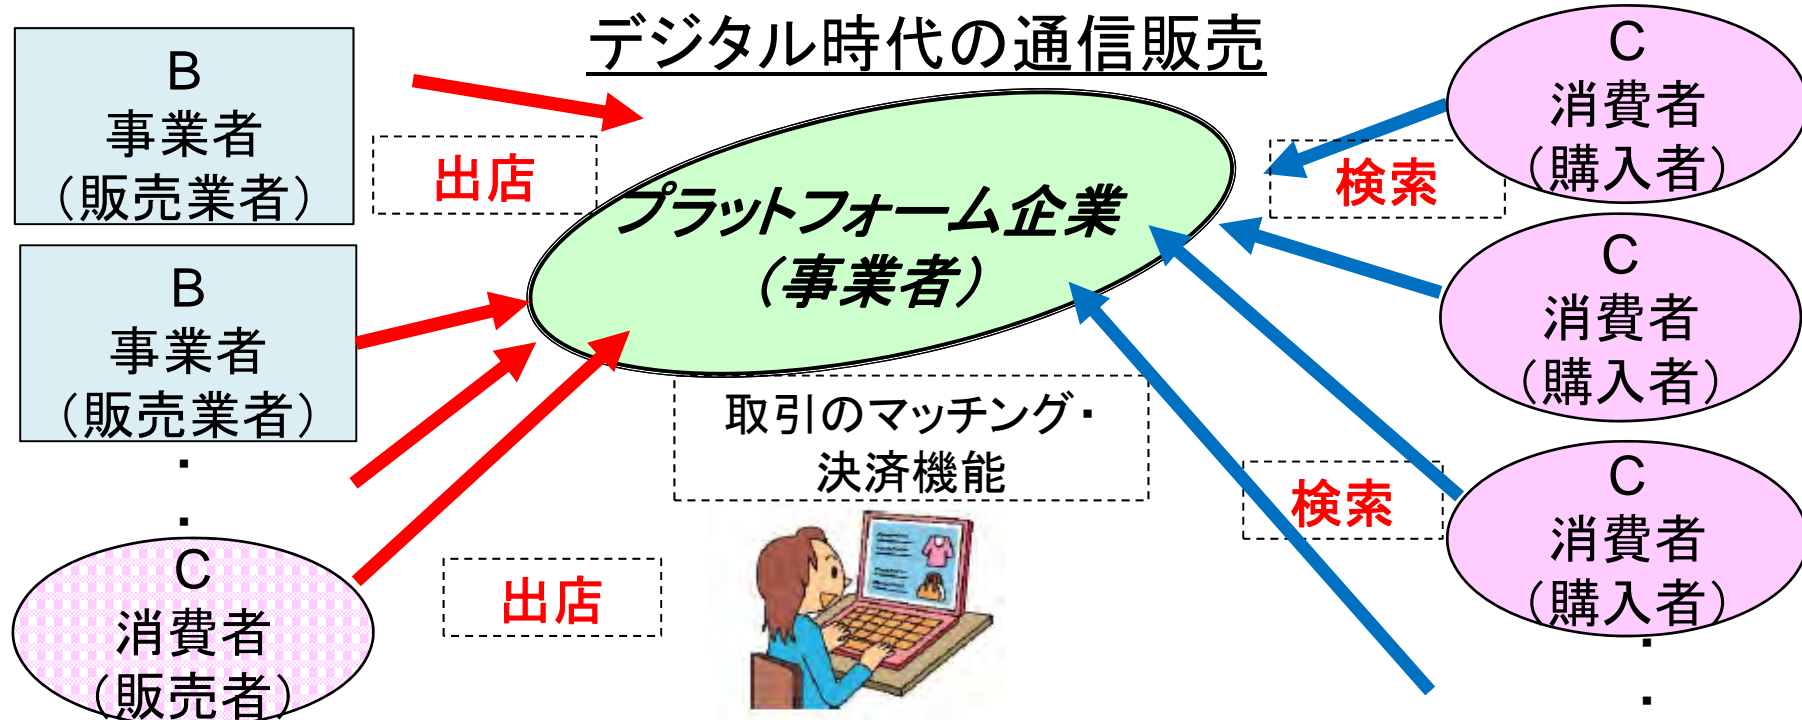 デジタル時代の通信販売
B
事業者
（販売業者）
B
事業者
（販売業者）
・
・
C
消費者
（販売者）
出店
出店
プラットフォーム企業
（事業者）
取引のマッチング・
決済機能
検索
検索
C
消費者
（購入者）
C
消費者
（購入者）
C
消費者
（購入者）
・
・